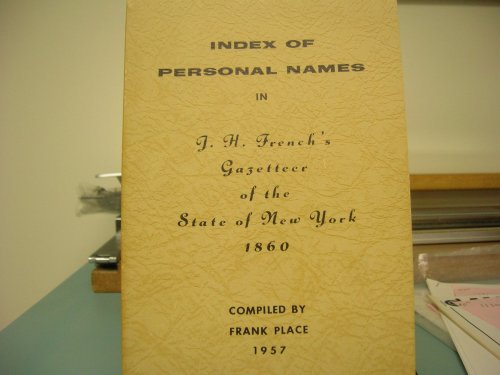 INDEX OF
PERSONAL NAMES
IN
J. H. French's
Gazetteer
of the
State of New York
1860
COMPILED BY
FRANK PLACE
1957